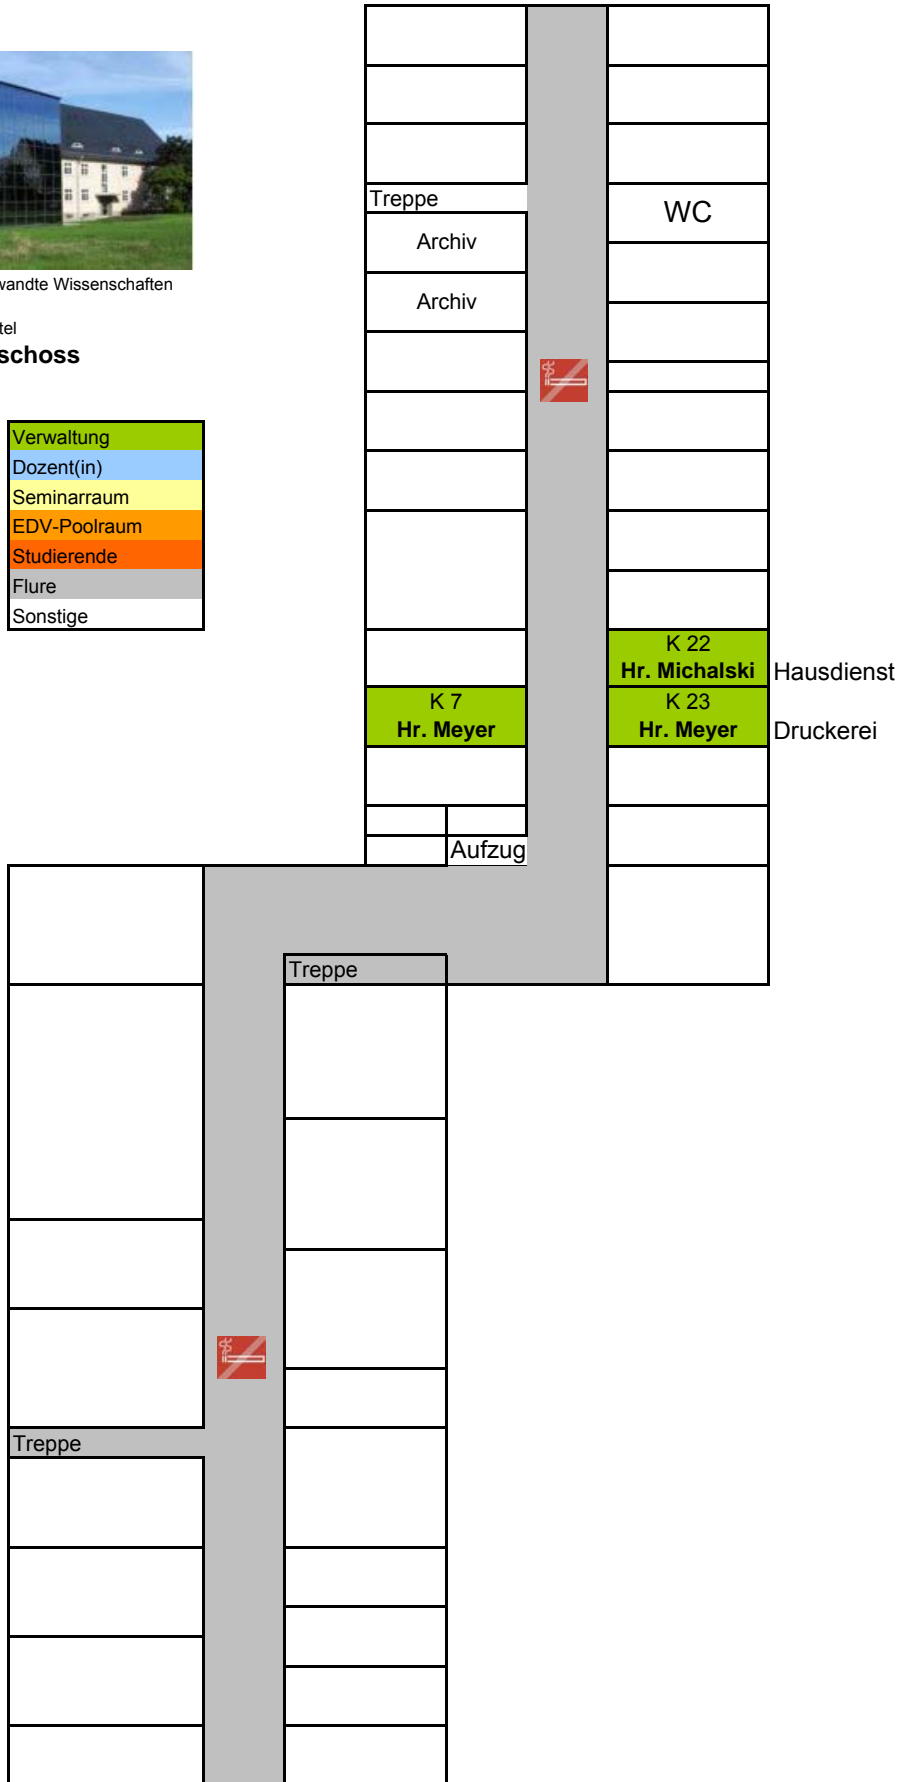 Treppe
WC
Archiv
Archiv
wandte Wissenschaften
tel
schoss
Verwaltung
Dozent(in)
Seminarraum
EDV-Poolraum
Studierende
Flure
Sonstige
K 22
Hr. Michalski
Hausdienst
K 7
Hr. Meyer
K 23
Hr. Meyer
Druckerei
Aufzug
Treppe
Treppe